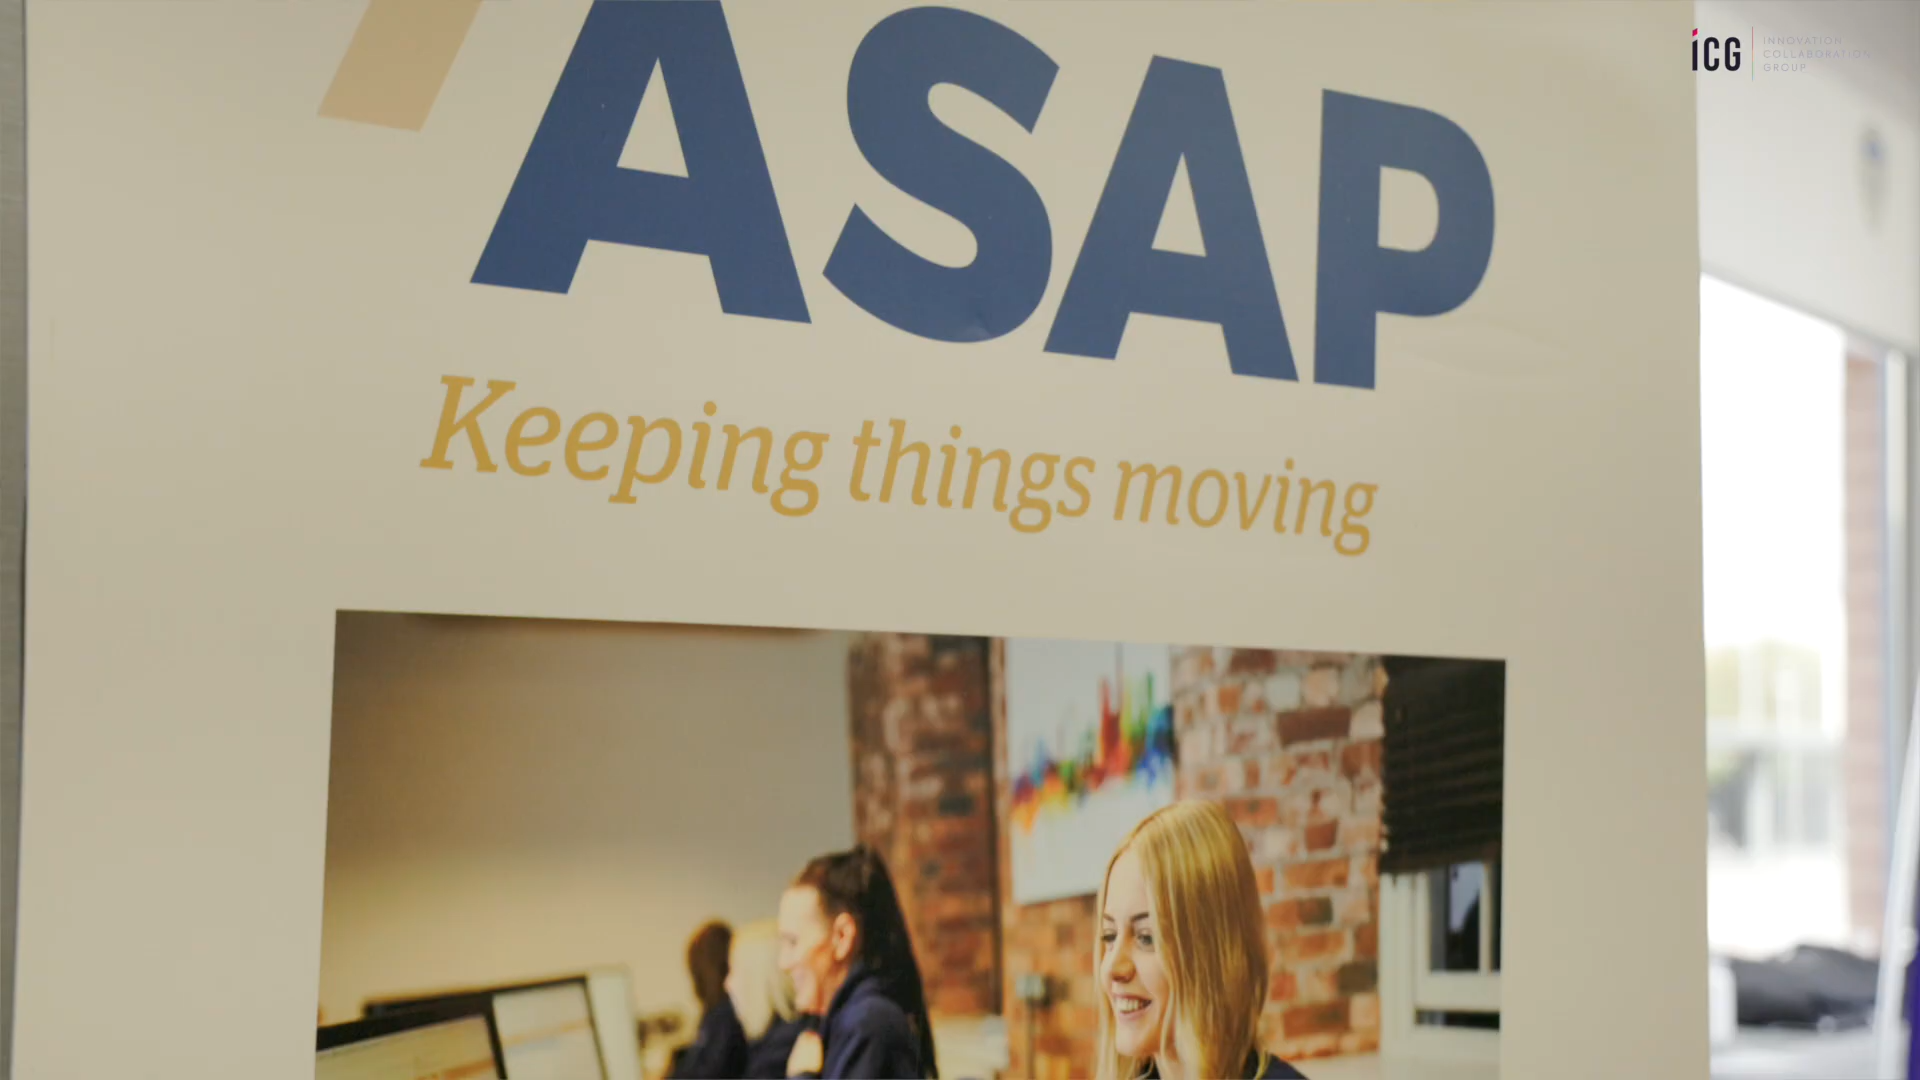 ASAP
Keeping things moving
iCG
INNOVATION
COLLABORATION
GROUP